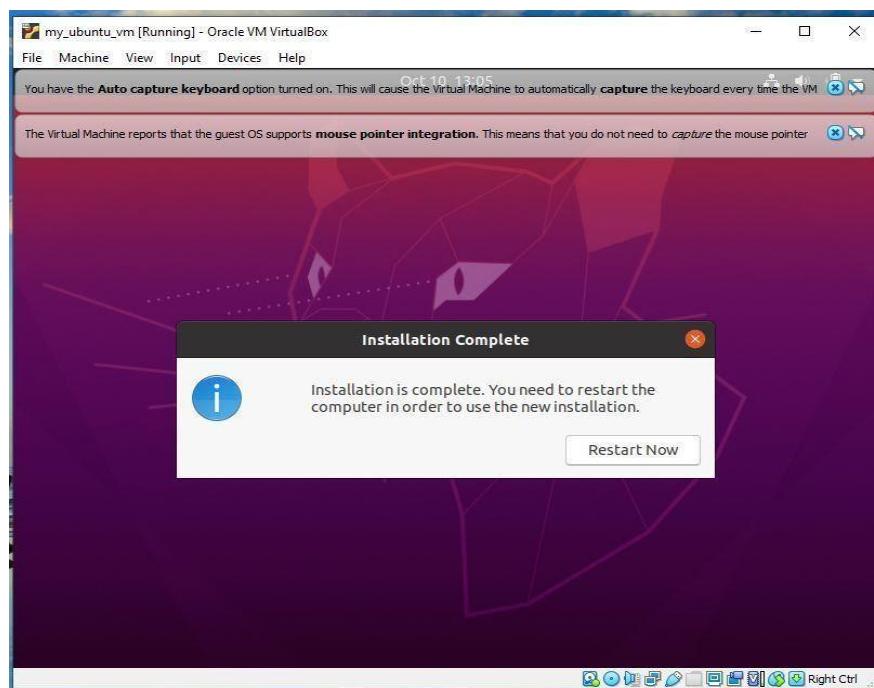 my_ubuntu_vm [Running] - Oracle VM VirtualBox
File Machine View Input Devices Help
Oct 10 13:05
You have the Auto capture keyboard option turned on. This will cause the Virtual Machine to automatically capture the keyboard every time the VM
The Virtual Machine reports that the guest OS supports mouse pointer integration. This means that you do not need to capture the mouse pointer
Installation Complete
i
Installation is complete. You need to restart the
computer in order to use the new installation.
Restart Now
Right Ctrl